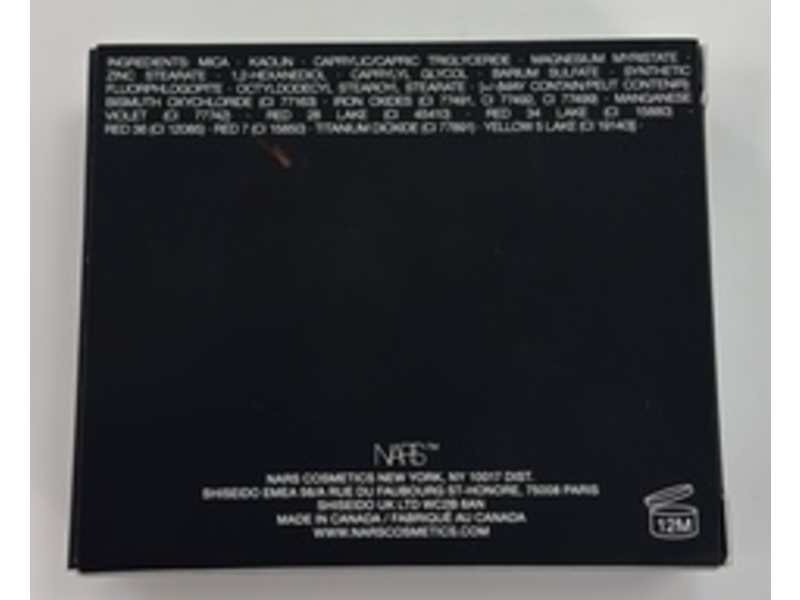 INGREDIENTS: MICA · KAOLIN · CAPRYLIC/CAPRIC TRIGLYCERIDE · MAGNESIUM MYRISTATE ·
ZINC STEARATE · 1,2-HEXANEDIOL · CAPRYLYL GLYCOL · BARIUM SULFATE · SYNTHETIC
FLUORPHLOGOPITE · OCTYLDODECYL STEAROYL STEARATE · [+/-(MAY CONTAIN/PEUT CONTENIR):
BISMUTH OXYCHLORIDE (CI 77163) · IRON OXIDES (CI 77491, CI 77492, CI 77499) · MANGANESE
VIOLET (CI 77742) · RED 28 LAKE (CI 45410) · RED 34 LAKE (CI 15880) ·
RED 36 (CI 12085) · RED 7 (CI 15850) · TITANIUM DIOXIDE (CI 77891) · YELLOW 5 LAKE (CI 19140)] ·
NARS™
NARS COSMETICS NEW YORK, NY 10017 DIST.
SHISEIDO EMEA 56/A RUE DU FAUBOURG ST-HONORE, 75008 PARIS
SHISEIDO UK LTD WC2B 6AN
MADE IN CANADA / FABRIQUÉ AU CANADA
WWW.NARSCOSMETICS.COM
12M